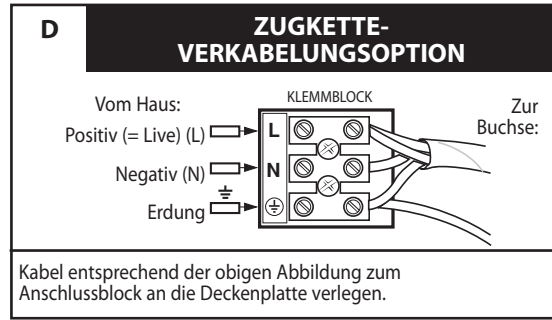 D
ZUGKETTE-
VERKABELUNGSOPTION
Vom Haus:
KLEMMBLOCK
Zur
Buchse:
Positiv (= Live) (L)
L
Negativ (N)
N
Erdung
Kabel entsprechend der obigen Abbildung zum
Anschlussblock an die Deckenplatte verlegen.